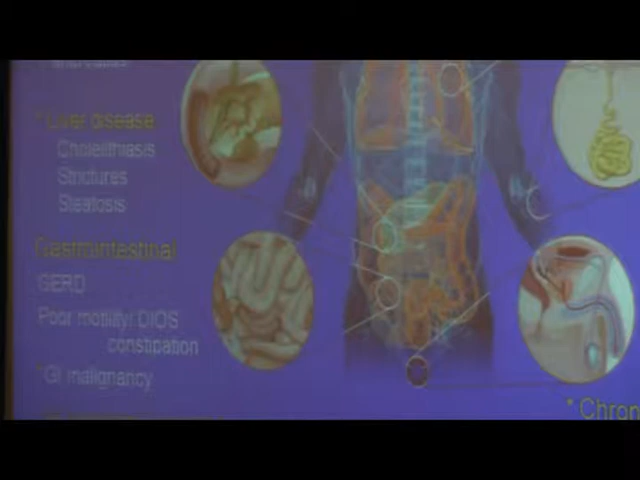 * Liver disease
Cholelithiasis
Strictures
Steatosis
Gastrointestinal
GERD
Poor motility: DIOS
constipation
* GI malignancy
* Chron